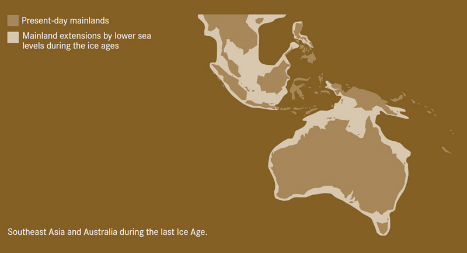 Present-day mainlands
Mainland extensions by lower sea
levels during the ice ages
Southeast Asia and Australia during the last Ice Age.